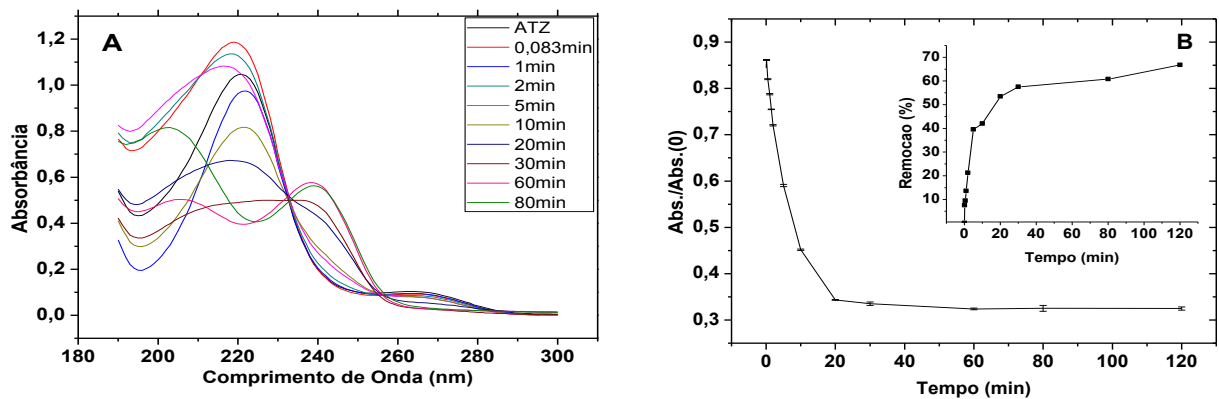 A
ATZ
0,083min
1min
2min
5min
10min
20min
30min
60min
80min
1,2
1,0
0,8
0,6
0,4
0,2
0,0
Absorbância
180 200 220 240 260 280 300
Comprimento de Onda (nm)
B
0,9
0,8
0,7
0,6
0,5
0,4
0,3
Abs./Abs.(0)
0 20 40 60 80 100 120
Tempo (min)
70
60
50
40
30
20
10
Remocao (%)
0 20 40 60 80 100 120
Tempo (min)